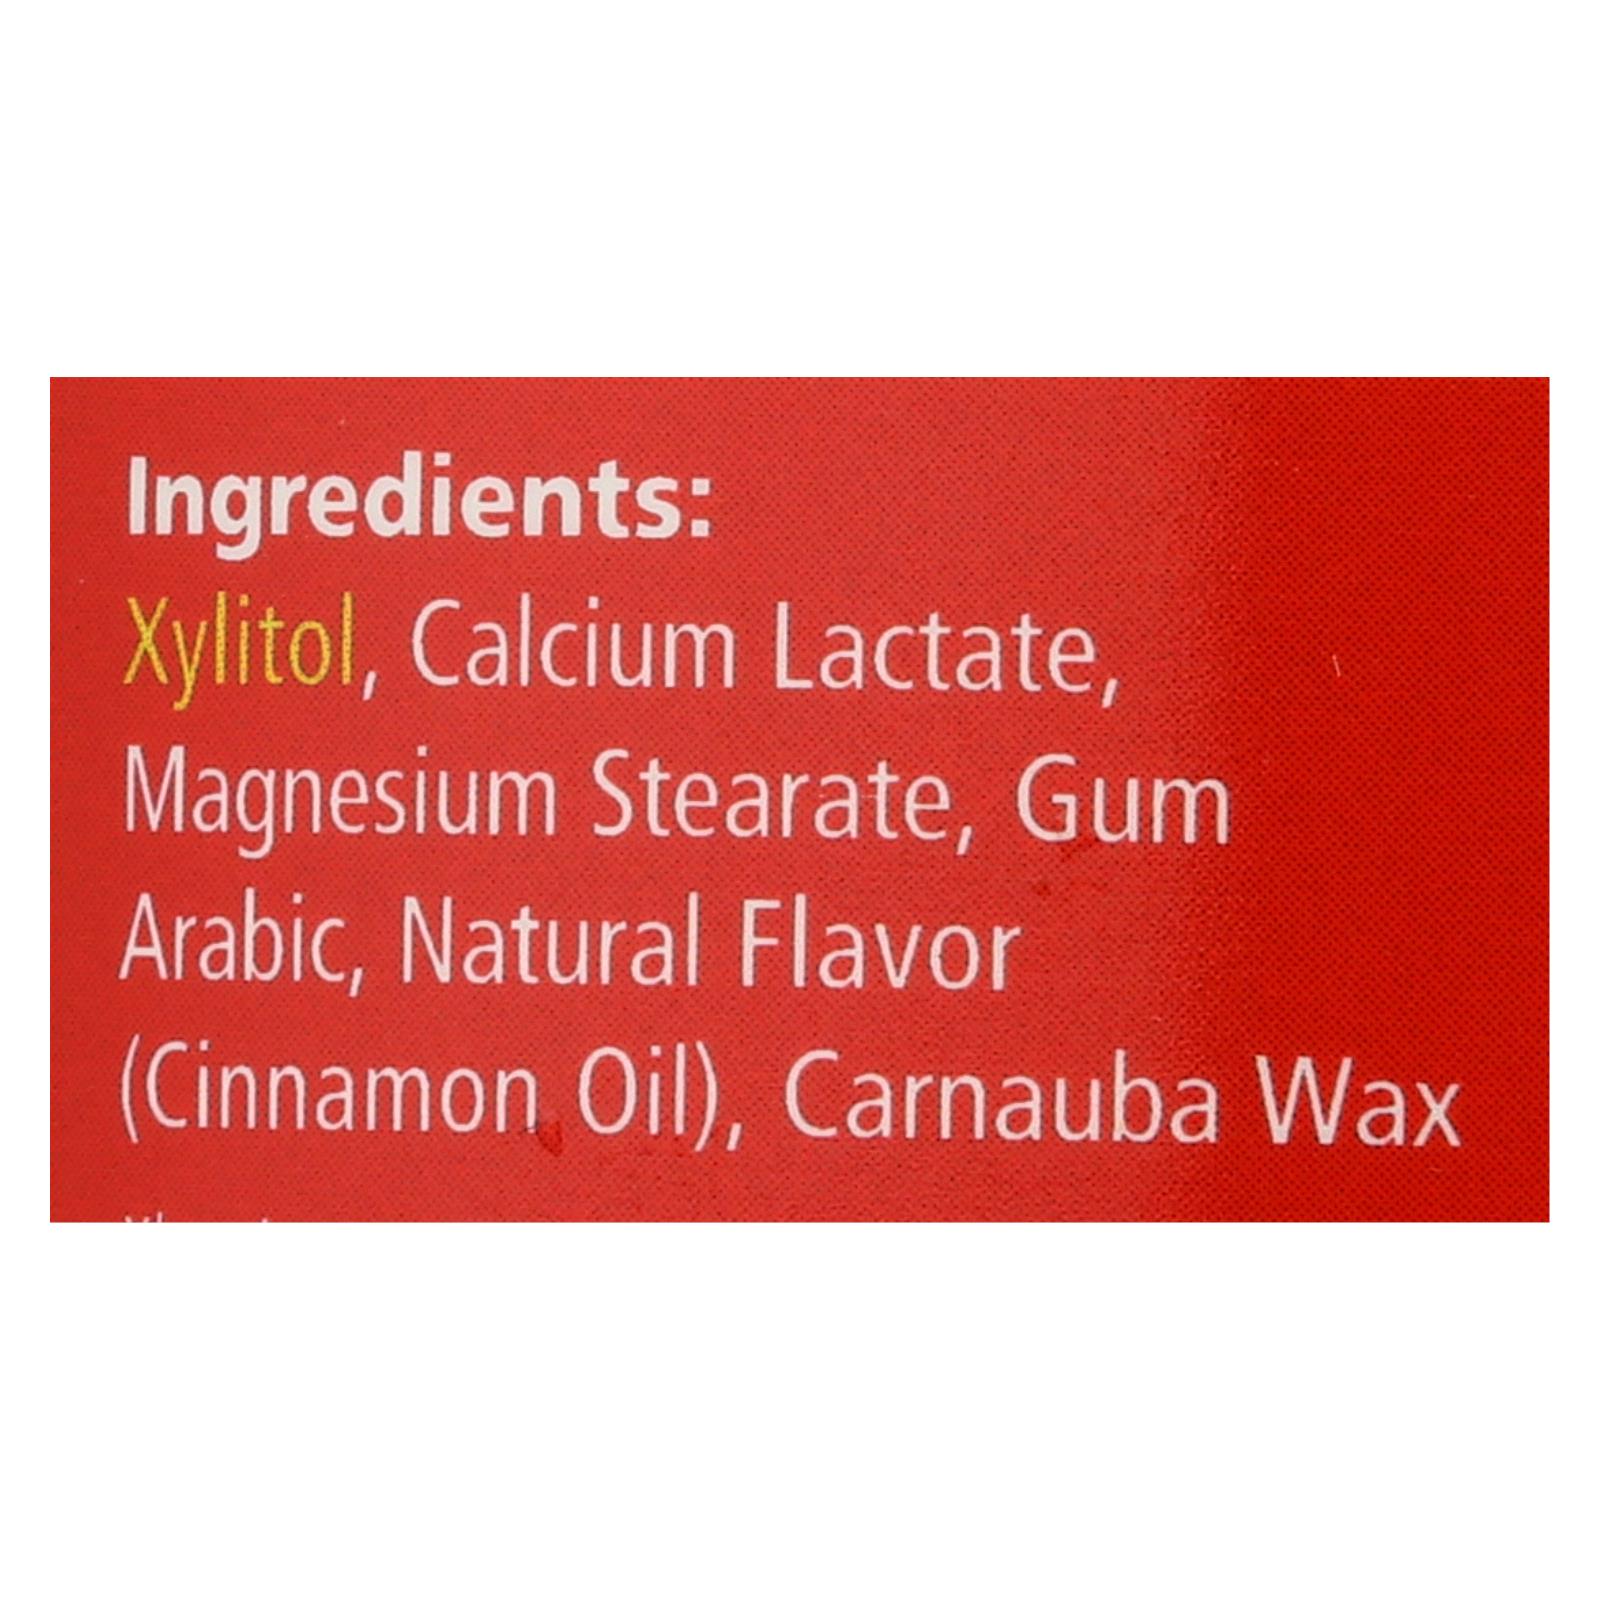 Ingredients:
Xylitol, Calcium Lactate,
Magnesium Stearate, Gum
Arabic, Natural Flavor
(Cinnamon Oil), Carnauba Wax